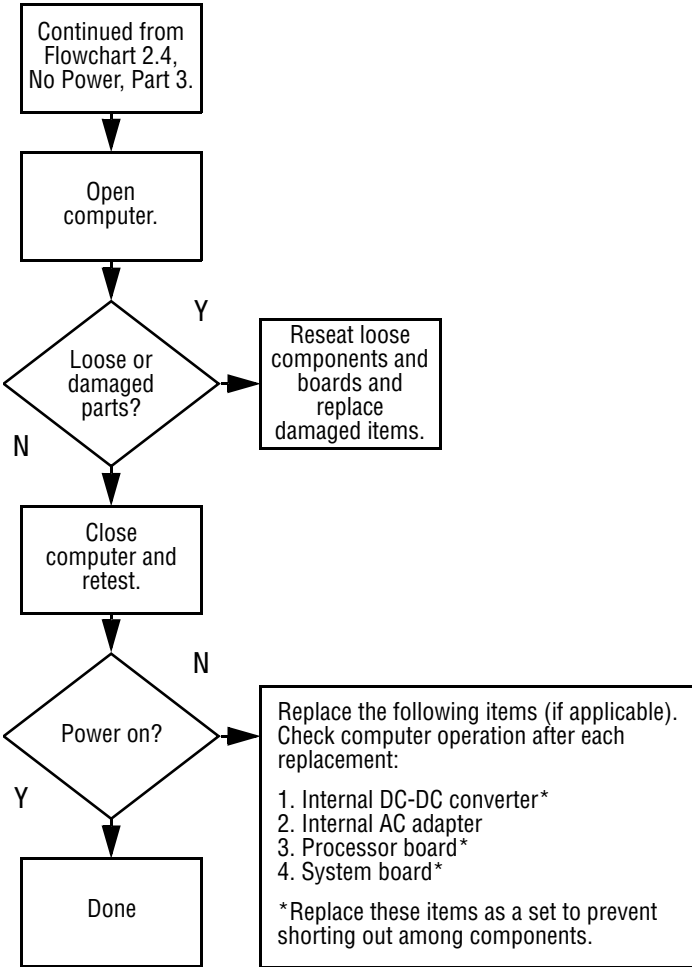 Continued from
Flowchart 2.4,
No Power, Part 3.
Open
computer.
Y
Loose or
damaged
parts?
N
Reseat loose
components and
boards and
replace
damaged items.
Close
computer and
retest.
N
Power on?
Y
Replace the following items (if applicable).
Check computer operation after each
replacement:
1. Internal DC-DC converter*
2. Internal AC adapter
3. Processor board*
4. System board*
*Replace these items as a set to prevent
shorting out among components.
Done